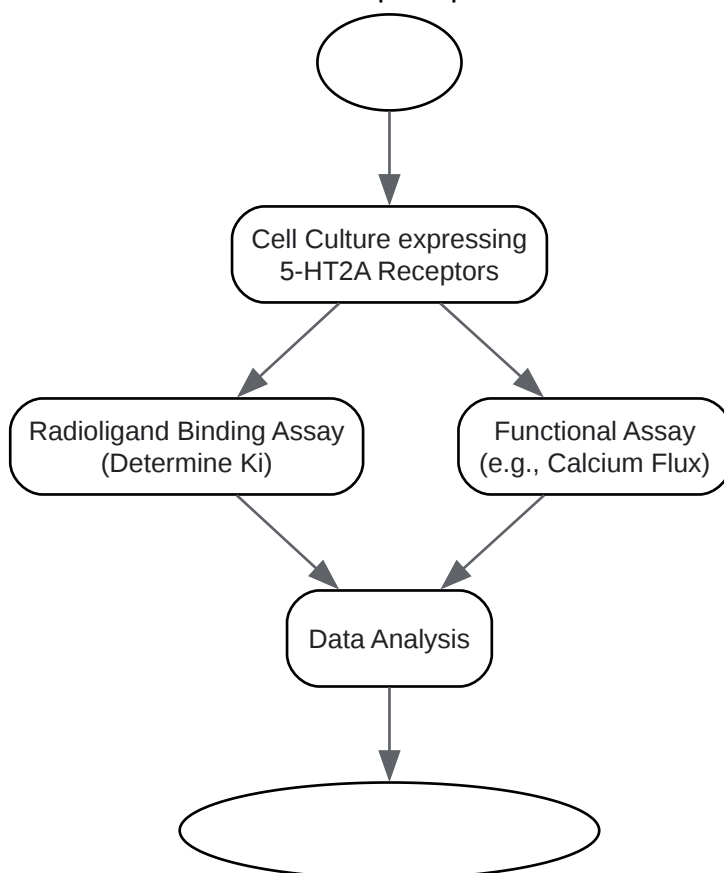 Cell Culture expressing
5-HT2A Receptors
Radioligand Binding Assay
(Determine Ki)
Functional Assay
(e.g., Calcium Flux)
Data Analysis